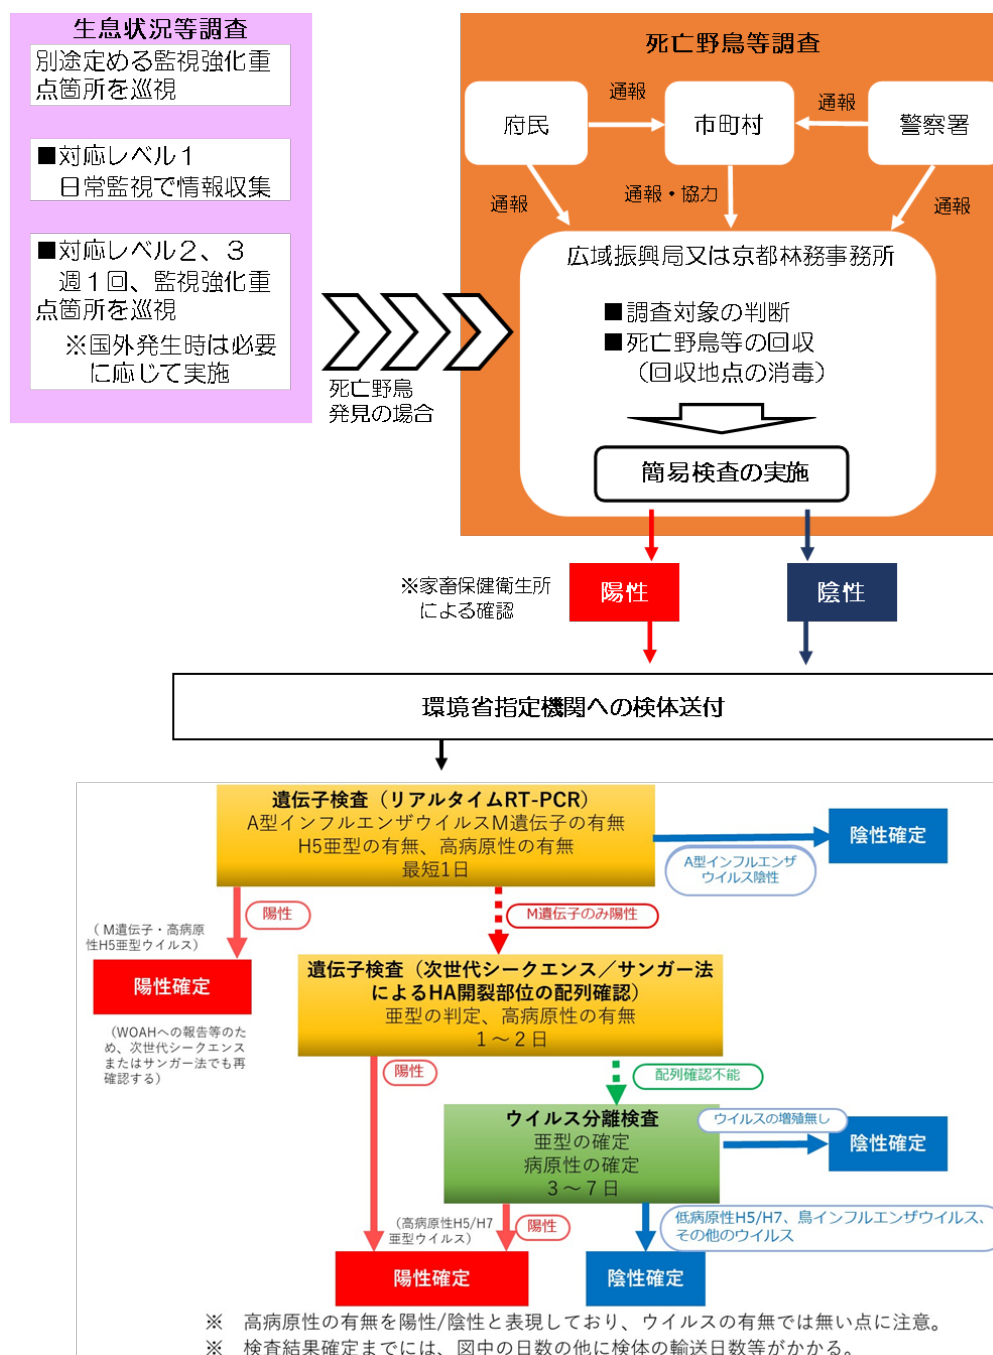 生息状況等調査
別途定める監視強化重
点箇所を巡視
■対応レベル１
日常監視で情報収集
■対応レベル２、３
週１回、監視強化重
点箇所を巡視
※国外発生時は必要
に応じて実施
死亡野鳥
発見の場合
死亡野鳥等調査
府民
通報
市町村
通報
警察署
通報
通報・協力
通報
広域振興局又は京都林務事務所
■調査対象の判断
■死亡野鳥等の回収
（回収地点の消毒）
簡易検査の実施
※家畜保健衛生所
による確認
陽性
陰性
環境省指定機関への検体送付
遺伝子検査（リアルタイムRT-PCR）
A型インフルエンザウイルスM遺伝子の有無
H5亜型の有無、高病原性の有無
最短1日
A型インフルエンザ
ウイルス陰性
陰性確定
陽性
（M遺伝子・高病原
性H5亜型ウイルス）
陽性確定
（WOAHへの報告等のた
め、次世代シークエンス
またはサンガー法でも再
確認する）
M遺伝子のみ陽性
遺伝子検査（次世代シークエンス／サンガー法
によるHA開裂部位の配列確認）
亜型の判定、高病原性の有無
１～２日
陽性
配列確認不能
ウイルス分離検査
亜型の確定
病原性の確定
３～７日
ウイルスの増殖無し
陰性確定
（高病原性H5/H7
亜型ウイルス）
陽性
低病原性H5/H7、鳥インフルエンザウイルス、
その他のウイルス
陽性確定
陰性確定
※　高病原性の有無を陽性/陰性と表現しており、ウイルスの有無では無い点に注意。
※　検査結果確定までには、図中の日数の他に検体の輸送日数等がかかる。